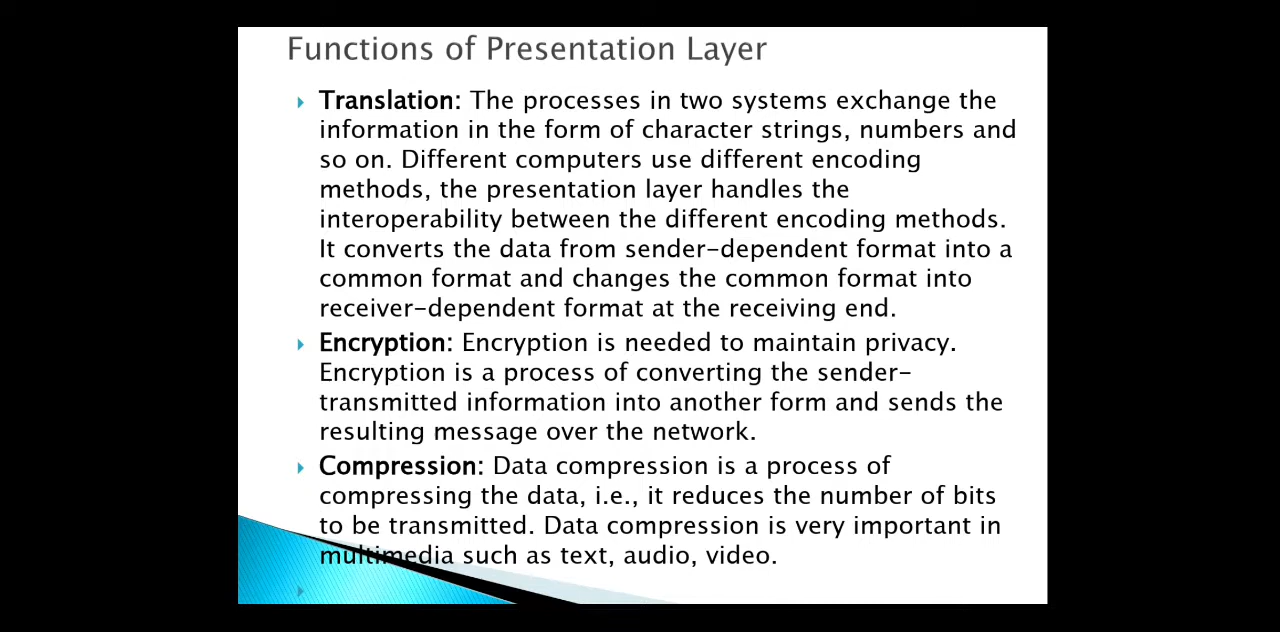 Functions of Presentation Layer
Translation: The processes in two systems exchange the
information in the form of character strings, numbers and
so on. Different computers use different encoding
methods, the presentation layer handles the
interoperability between the different encoding methods.
It converts the data from sender-dependent format into a
common format and changes the common format into
receiver-dependent format at the receiving end.
Encryption: Encryption is needed to maintain privacy.
Encryption is a process of converting the sender-
transmitted information into another form and sends the
resulting message over the network.
Compression: Data compression is a process of
compressing the data, i.e., it reduces the number of bits
to be transmitted. Data compression is very important in
multimedia such as text, audio, video.